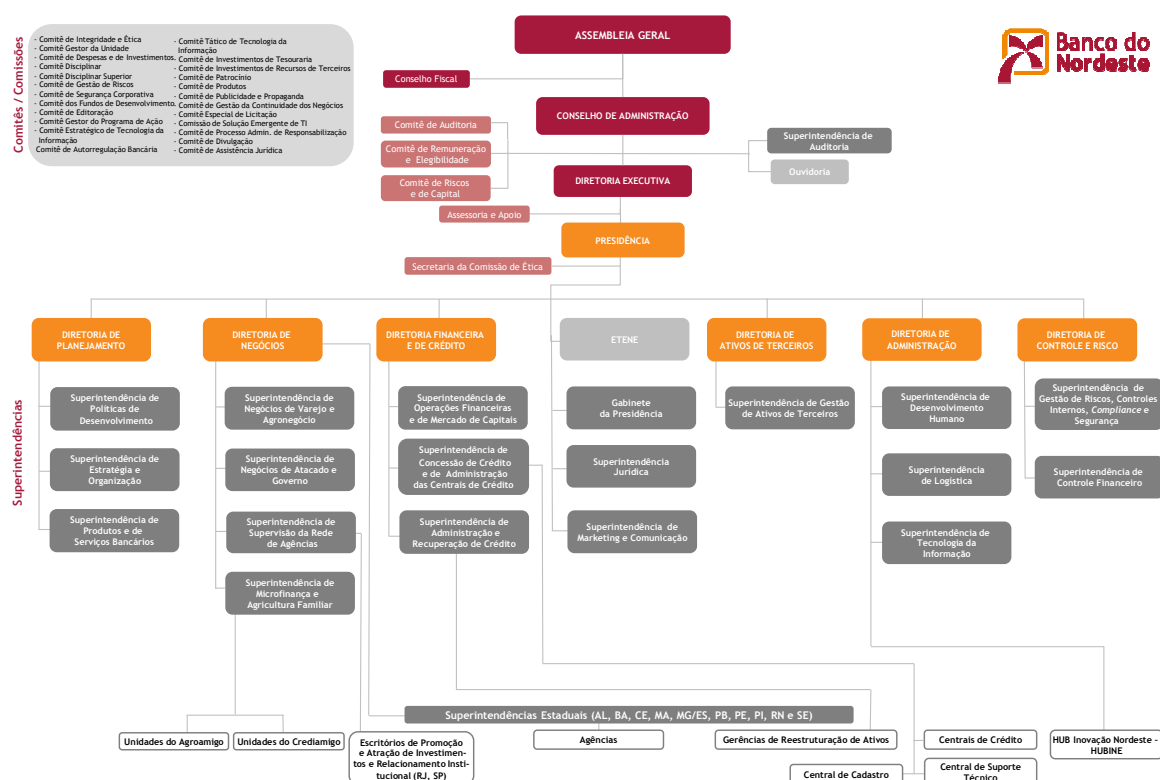 Comitês / Comissões
- Comitê de Integridade e Ética
- Comitê Gestor da Unidade
- Comitê de Despesas e de Investimentos.
- Comitê Disciplinar
- Comitê Disciplinar Superior
- Comitê de Gestão de Riscos
- Comitê de Segurança Corporativa
- Comitê dos Fundos de Desenvolvimento.
- Comitê de Editoração
- Comitê Gestor do Programa de Ação
- Comitê Estratégico de Tecnologia da
Informação
Comitê de Autorregulação Bancária
- Comitê Tático de Tecnologia da
Informação
- Comitê de Investimentos de Tesouraria
- Comitê de Investimentos de Recursos de Terceiros
- Comitê de Patrocínio
- Comitê de Produtos
- Comitê de Publicidade e Propaganda
- Comitê de Gestão da Continuidade dos Negócios
- Comitê Especial de Licitação
- Comissão de Solução Emergente de TI
- Comitê de Processo Admin. de Responsabilização
- Comitê de Divulgação
- Comitê de Assistência Jurídica
Banco do
Nordeste
ASSEMBLEIA GERAL
Conselho Fiscal
CONSELHO DE ADMINISTRAÇÃO
Comitê de Auditoria
Comitê de Remuneração
e Elegibilidade
Comitê de Riscos
e de Capital
Superintendência de
Auditoria
Ouvidoria
DIRETORIA EXECUTIVA
Assessoria e Apoio
PRESIDÊNCIA
Secretaria da Comissão de Ética
DIRETORIA DE
PLANEJAMENTO
DIRETORIA DE
NEGÓCIOS
DIRETORIA FINANCEIRA
E DE CRÉDITO
ETENE
DIRETORIA DE
ATIVOS DE TERCEIROS
DIRETORIA DE
ADMINISTRAÇÃO
DIRETORIA DE
CONTROLE E RISCO
Superintendências
Superintendência de
Políticas de
Desenvolvimento
Superintendência de
Estratégia e
Organização
Superintendência de
Produtos e de
Serviços Bancários
Superintendência de
Negócios de Varejo e
Agronegócio
Superintendência de
Negócios de Atacado e
Governo
Superintendência de
Supervisão da Rede
de Agências
Superintendência de
Microfinança e
Agricultura Familiar
Superintendência de
Operações Financeiras
e de Mercado de Capitais
Superintendência de
Concessão de Crédito
e de Administração
das Centrais de Crédito
Superintendência de
Administração e
Recuperação de Crédito
Gabinete
da Presidência
Superintendência
Jurídica
Superintendência de
Marketing e Comunicação
Superintendência de Gestão
de Ativos de Terceiros
Superintendência de
Desenvolvimento
Humano
Superintendência
de Logística
Superintendência de
Tecnologia da
Informação
Superintendência de
Gestão de Riscos, Controles
Internos, Compliance e
Segurança
Superintendência de
Controle Financeiro
Superintendências Estaduais (AL, BA, CE, MA, MG/ES, PB, PE, PI, RN e SE)
Unidades do Agroamigo
Unidades do Crediamigo
Escritórios de Promoção
e Atração de Investimen-
tos e Relacionamento Insti-
tucional (RJ, SP)
Agências
Gerências de Reestruturação de Ativos
Centrais de Crédito
HUB Inovação Nordeste -
HUBINE
Central de Cadastro
Central de Suporte
Técnico